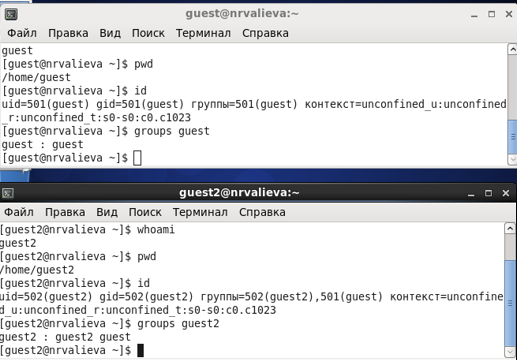 guest@nrvalieva:~
Файл Правка Вид Поиск Терминал Справка
guest
[guest@nrvalieva ~]$ pwd
/home/guest
[guest@nrvalieva ~]$ id
uid=501(guest) gid=501(guest) группы=501(guest) контекст=unconfined_u:unconfined
_r:unconfined_t:s0-s0:c0.c1023
[guest@nrvalieva ~]$ groups guest
guest : guest
[guest@nrvalieva ~]$
guest2@nrvalieva:~
Файл Правка Вид Поиск Терминал Справка
[guest2@nrvalieva ~]$ whoami
guest2
[guest2@nrvalieva ~]$ pwd
/home/guest2
[guest2@nrvalieva ~]$ id
uid=502(guest2) gid=502(guest2) группы=502(guest2),501(guest) контекст=unconfine
d_u:unconfined_r:unconfined_t:s0-s0:c0.c1023
[guest2@nrvalieva ~]$ groups guest2
guest2 : guest2 guest
[guest2@nrvalieva ~]$